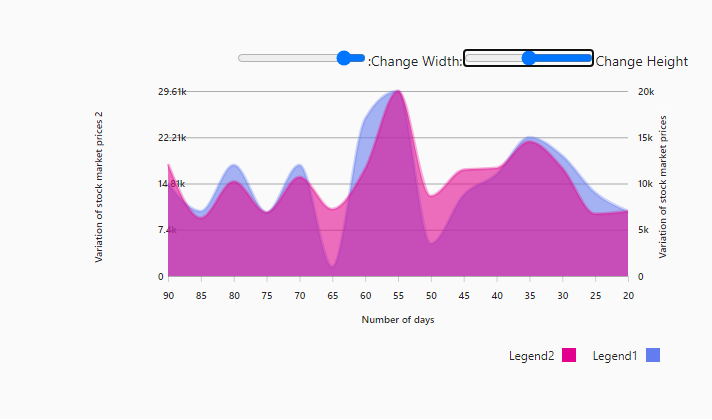 :Change Width: Change Height
Variation of stock market prices 2
29.61k
22.21k
14.81k
7.4k
0
20k
15k
10k
5k
0
Variation of stock market prices
90 85 80 75 70 65 60 55 50 45 40 35 30 25 20
Number of days
Legend2 Legend1